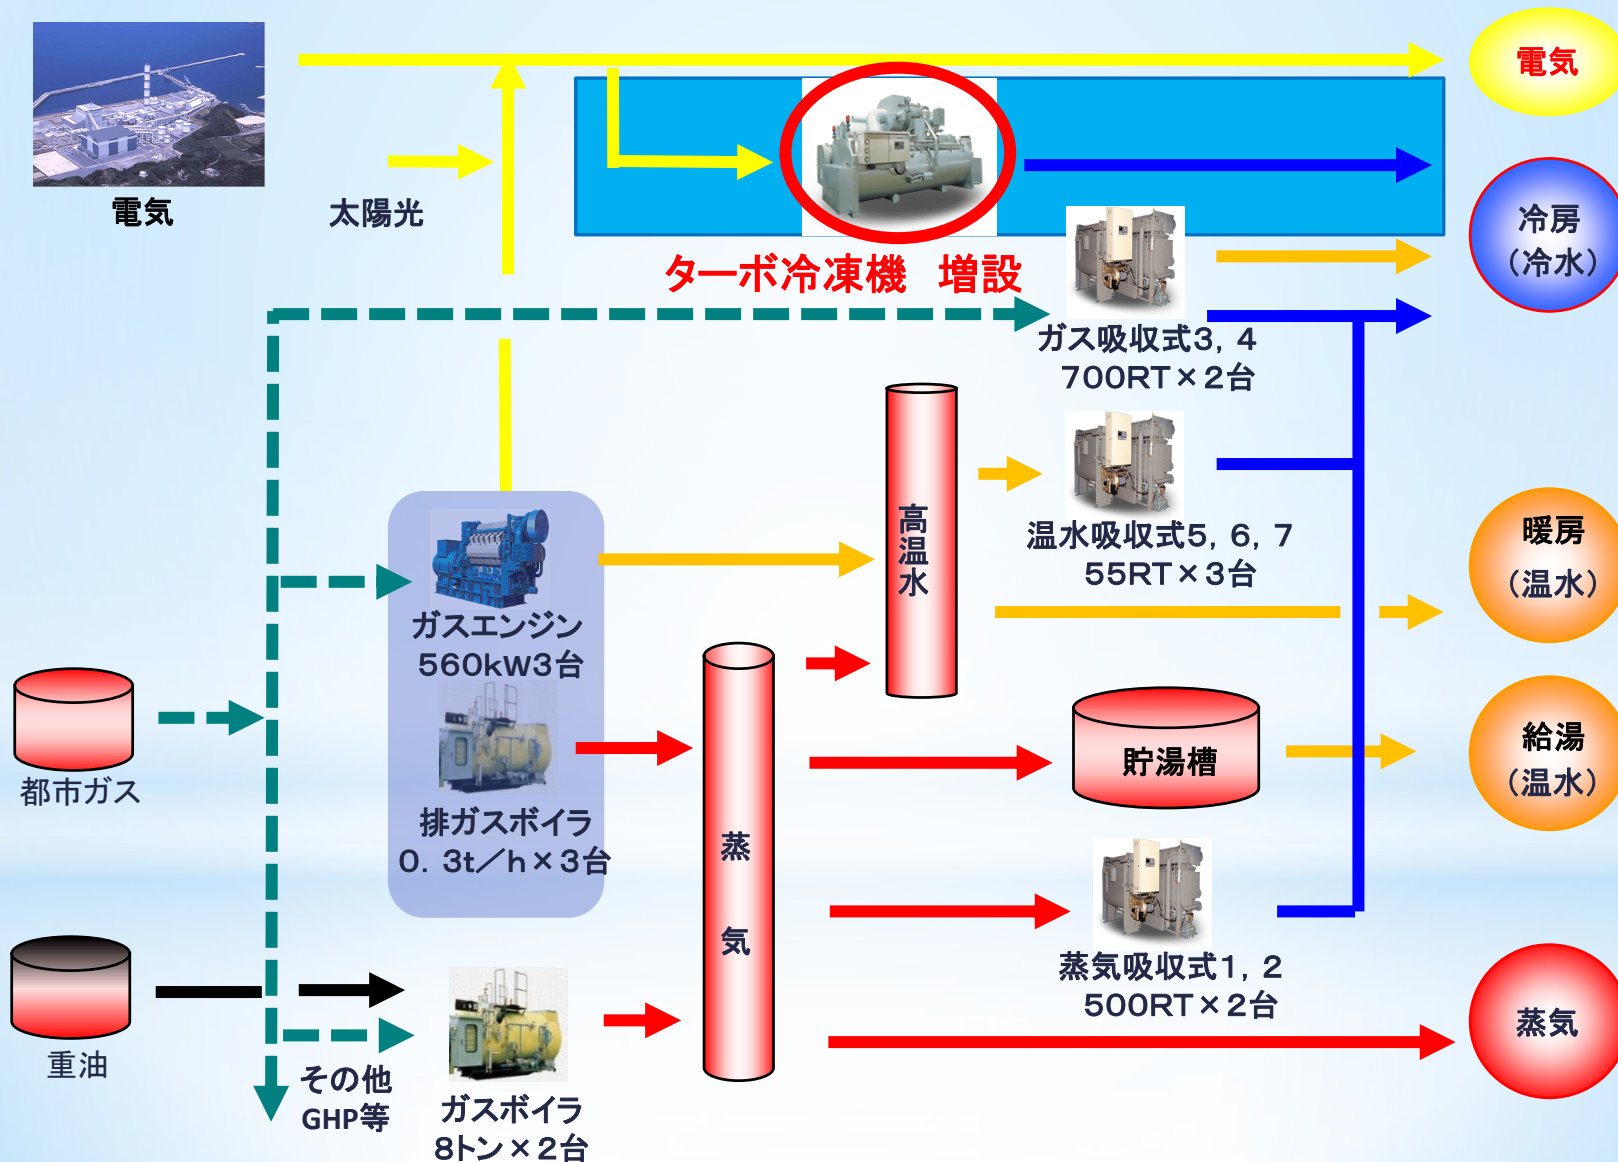 電気
太陽光
ターボ冷凍機　増設
電気
冷房
（冷水）
ガス吸収式３，４
７００ＲＴ×２台
高温水
温水吸収式５，６，７
５５ＲＴ×３台
暖房
（温水）
ガスエンジン
５６０ｋＷ３台
都市ガス
排ガスボイラ
０．３ｔ／ｈ×３台
蒸気
貯湯槽
給湯
（温水）
蒸気吸収式１，２
５００ＲＴ×２台
蒸気
重油
その他
GHP等
ガスボイラ
８トン×２台